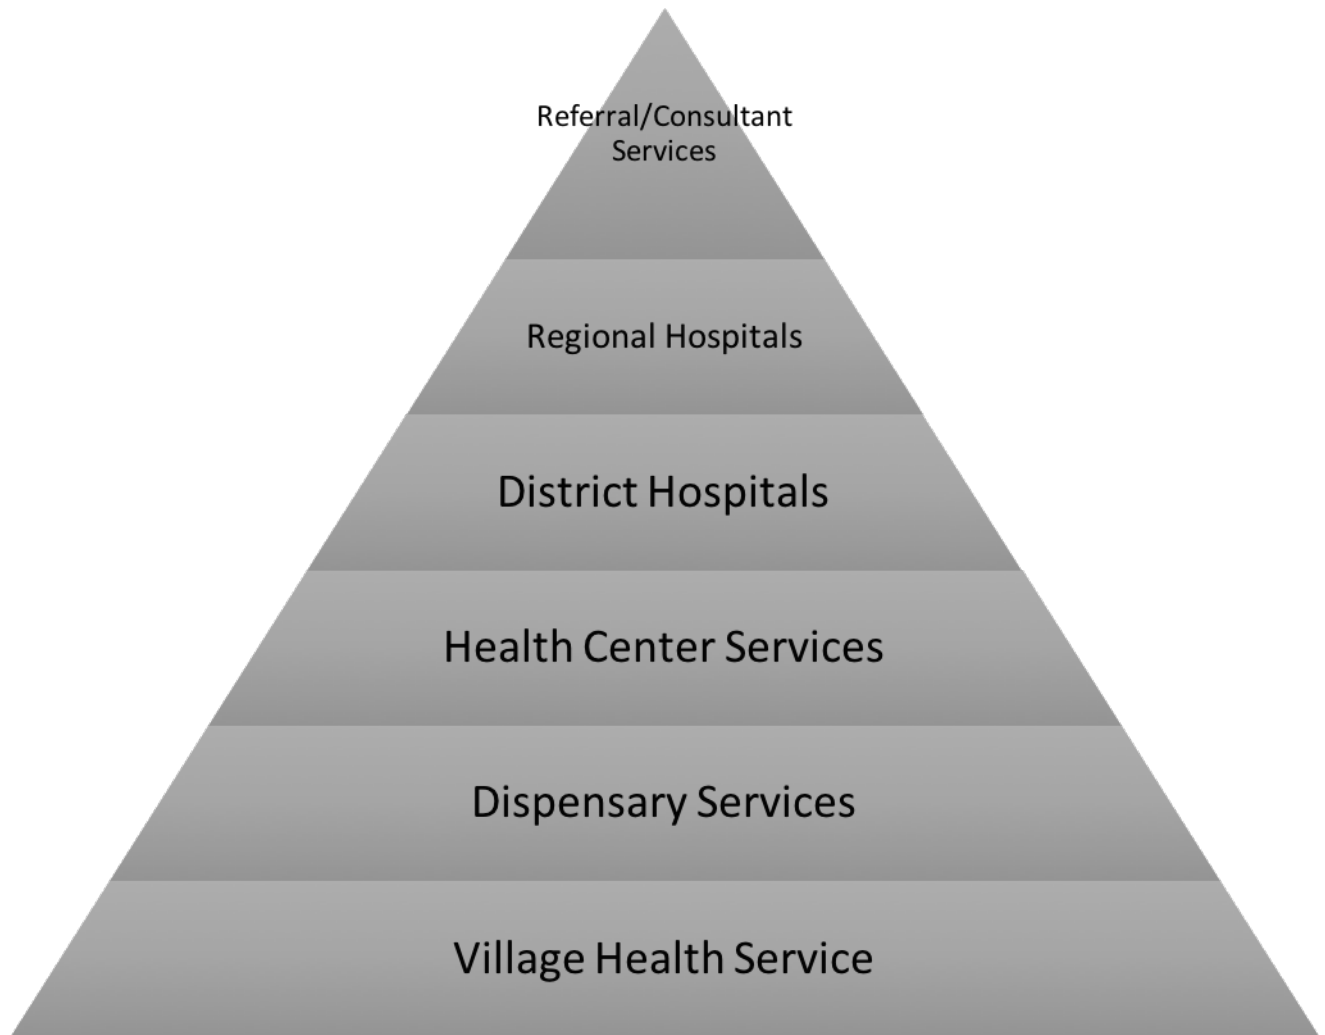 Referral/Consultant
Services
Regional Hospitals
District Hospitals
Health Center Services
Dispensary Services
Village Health Service